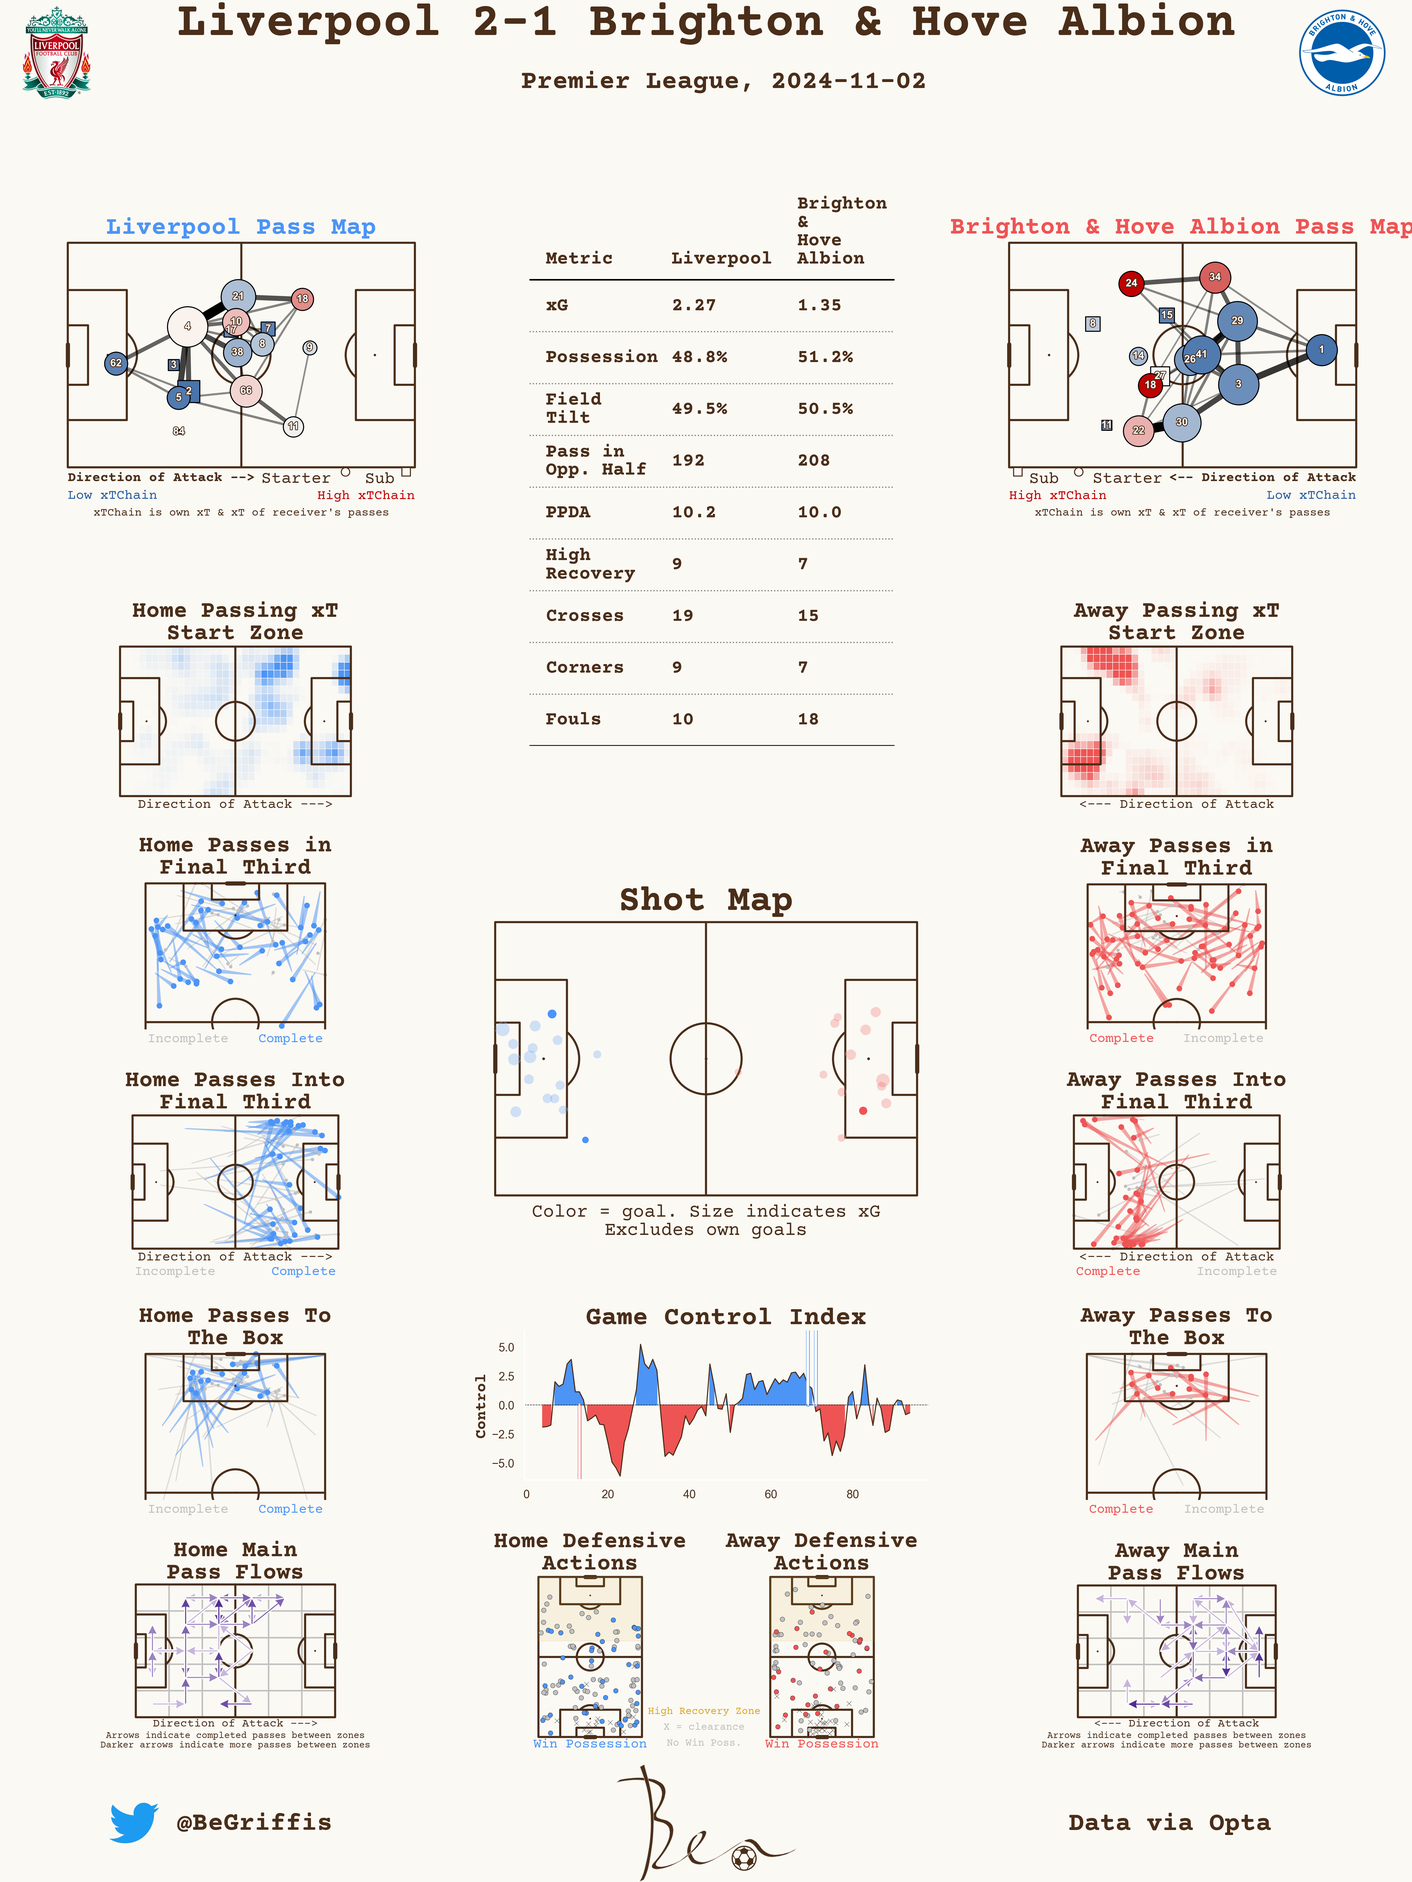 Liverpool 2-1 Brighton & Hove Albion
Premier League, 2024-11-02
YOU'LL NEVER WALK ALONE
LIVERPOOL
FOOTBALL CLUB
EST·1892
BRIGHTON & HOVE
ALBION
Liverpool Pass Map
21
18
10
4
17
7
8
38
9
62
3
2
5
66
11
84
Direction of Attack --> Starter Sub
Low xTChain High xTChain
xTChain is own xT & xT of receiver's passes
Metric Liverpool Brighton & Hove Albion
xG 2.27 1.35
Possession 48.8% 51.2%
Field Tilt 49.5% 50.5%
Pass in Opp. Half 192 208
PPDA 10.2 10.0
High Recovery 9 7
Crosses 19 15
Corners 9 7
Fouls 10 18
Brighton & Hove Albion Pass Map
34
24
15
29
8
14
26
41
1
27
18
3
11
22
30
Sub Starter <-- Direction of Attack
High xTChain Low xTChain
xTChain is own xT & xT of receiver's passes
Home Passing xT
Start Zone
Direction of Attack --->
Away Passing xT
Start Zone
<--- Direction of Attack
Home Passes in
Final Third
Incomplete Complete
Away Passes in
Final Third
Complete Incomplete
Shot Map
Color = goal. Size indicates xG
Excludes own goals
Home Passes Into
Final Third
Direction of Attack --->
Incomplete Complete
Away Passes Into
Final Third
<--- Direction of Attack
Complete Incomplete
Home Passes To
The Box
Incomplete Complete
Game Control Index
Control
5.0
2.5
0.0
−2.5
−5.0
0 20 40 60 80
Away Passes To
The Box
Complete Incomplete
Home Main
Pass Flows
Direction of Attack --->
Arrows indicate completed passes between zones
Darker arrows indicate more passes between zones
Home Defensive
Actions
Win Possession
Away Defensive
Actions
Win Possession
High Recovery Zone
X = clearance
No Win Poss.
Away Main
Pass Flows
<--- Direction of Attack
Arrows indicate completed passes between zones
Darker arrows indicate more passes between zones
@BeGriffis
Ben
Data via Opta